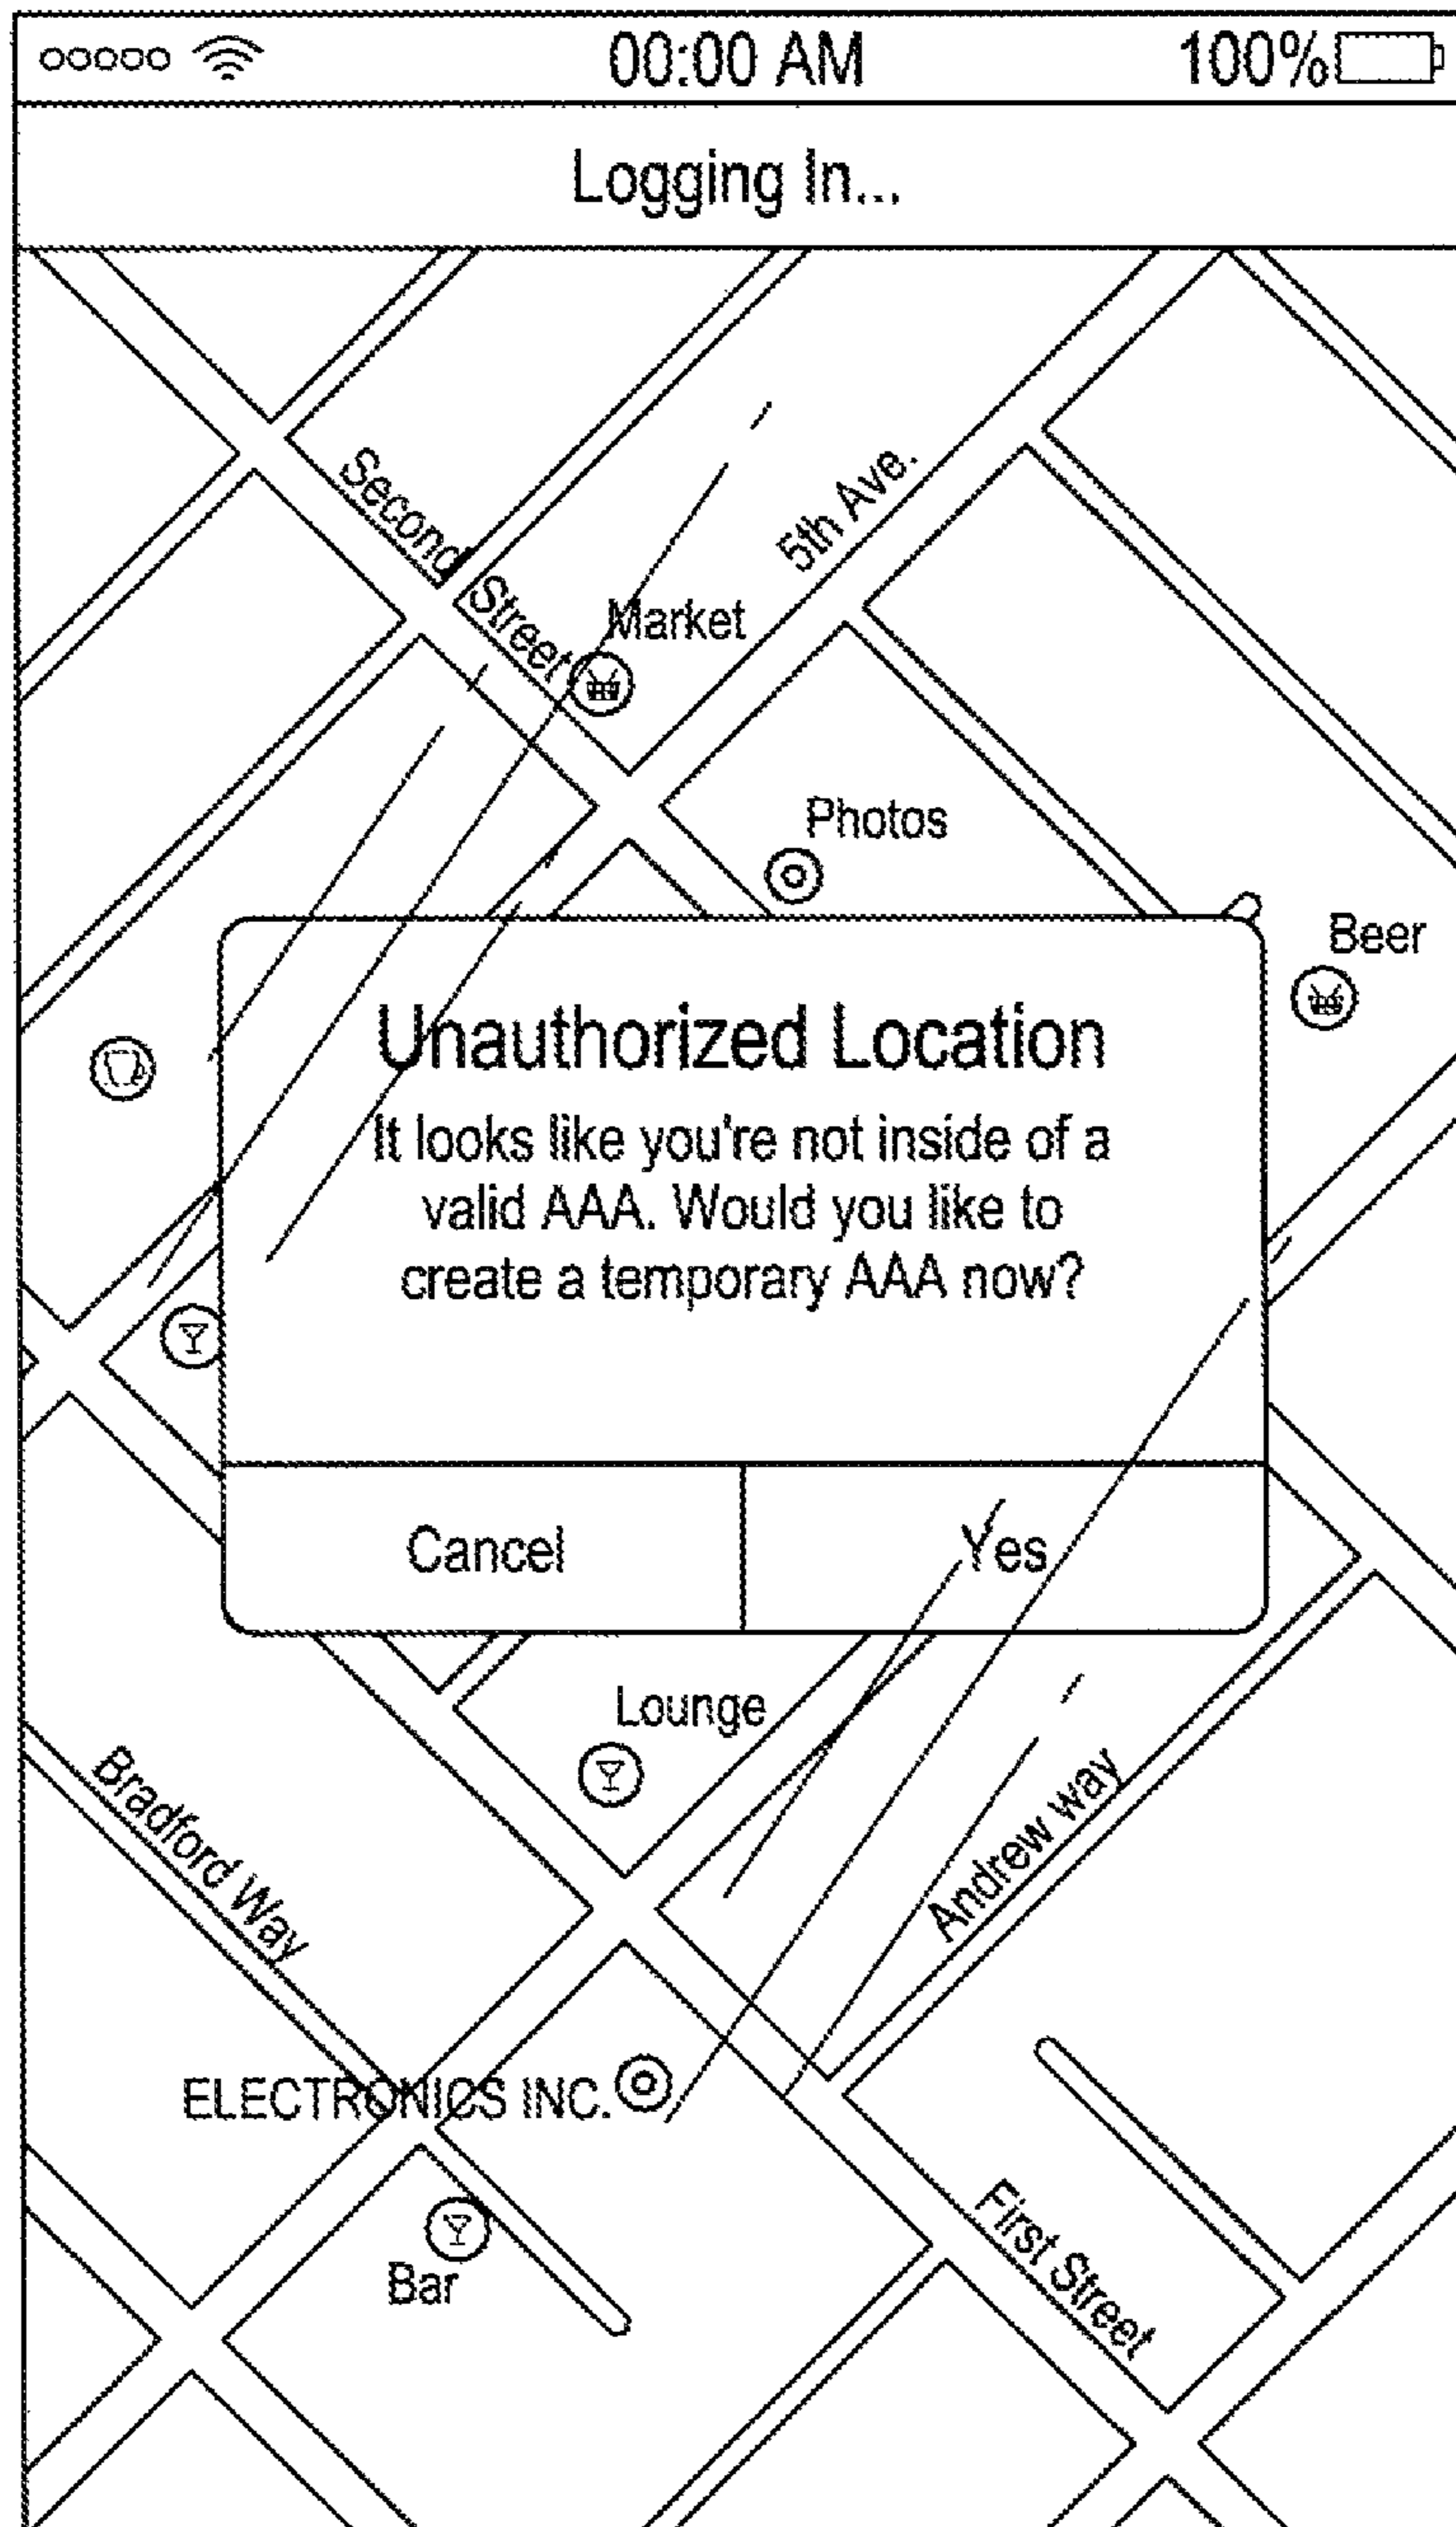 00:00 AM
100%
Logging In...
Second Street
5th Ave.
Market
Photos
Beer
Unauthorized Location
It looks like you're not inside of a
valid AAA. Would you like to
create a temporary AAA now?
Cancel
Yes
Lounge
Bradford Way
Andrew way
ELECTRONICS INC.
Bar
First Street